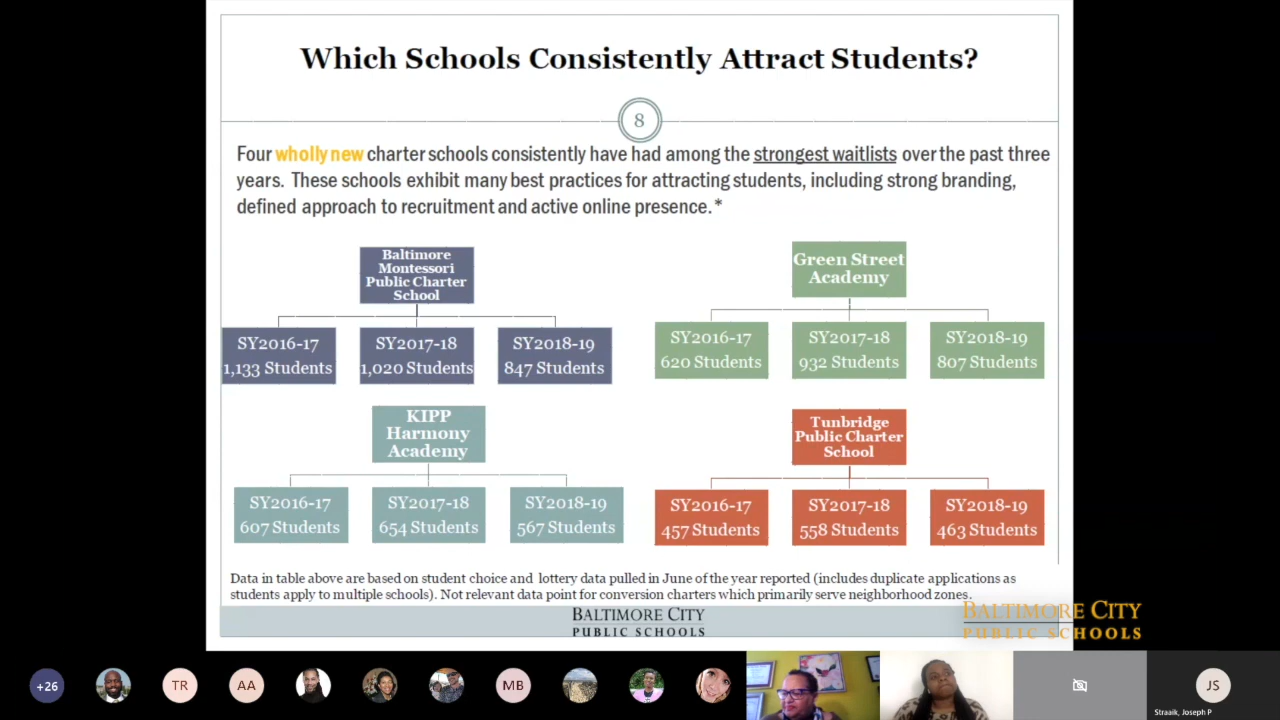 Which Schools Consistently Attract Students?
8
Four wholly new charter schools consistently have had among the strongest waitlists over the past three
years. These schools exhibit many best practices for attracting students, including strong branding,
defined approach to recruitment and active online presence.*
Baltimore
Montessori
Public Charter
School
SY2016-17
1,133 Students
SY2017-18
1,020 Students
SY2018-19
847 Students
Green Street
Academy
SY2016-17
620 Students
SY2017-18
932 Students
SY2018-19
807 Students
KIPP
Harmony
Academy
SY2016-17
607 Students
SY2017-18
654 Students
SY2018-19
567 Students
Tunbridge
Public Charter
School
SY2016-17
457 Students
SY2017-18
558 Students
SY2018-19
463 Students
Data in table above are based on student choice and lottery data pulled in June of the year reported (includes duplicate applications as
students apply to multiple schools). Not relevant data point for conversion charters which primarily serve neighborhood zones.
BALTIMORE CITY
PUBLIC SCHOOLS
BALTIMORE CITY
PUBLIC SCHOOLS
+26
TR
AA
MB
JS
Straaik, Joseph P